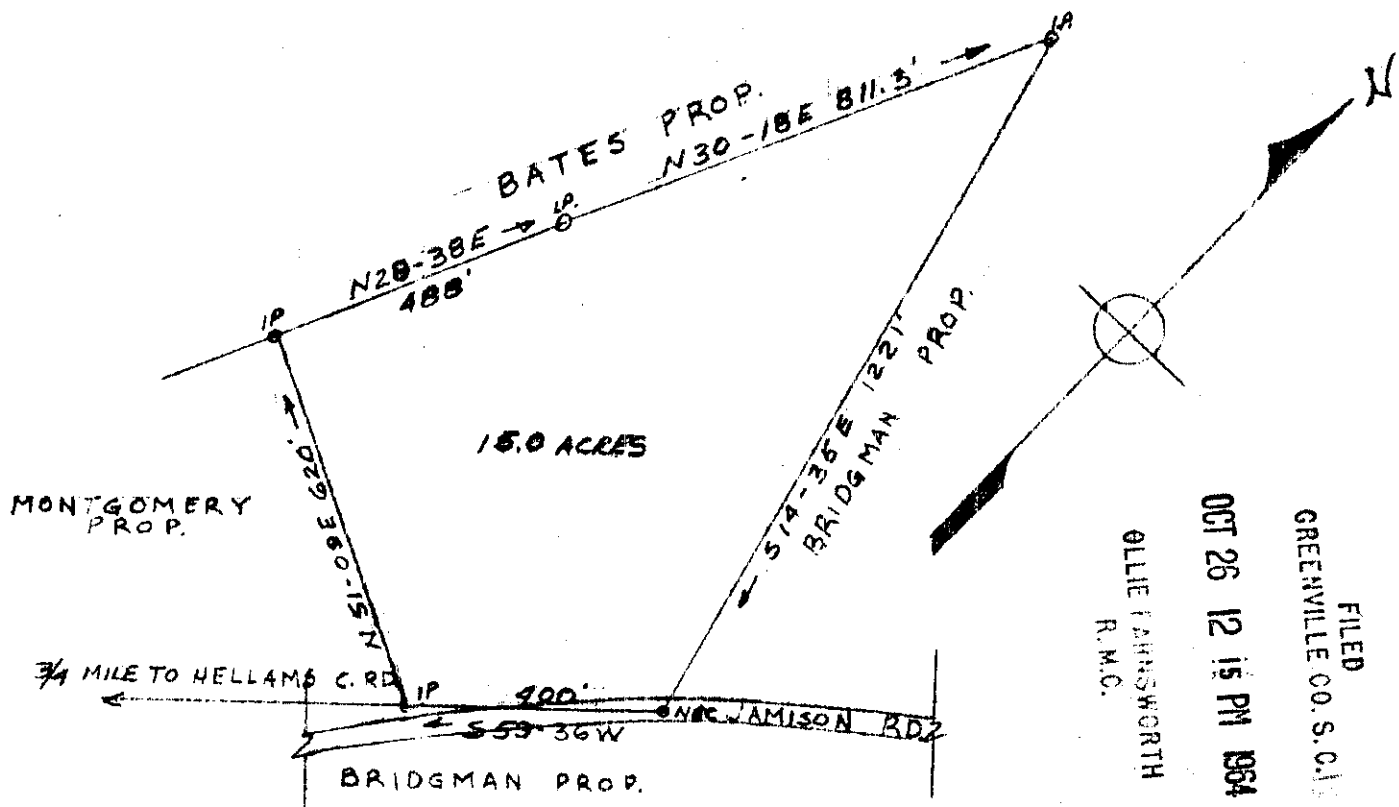 BATES PROP.
N30-18E 811.3'
IP
N28-38E
488'
IP.
IP
15.0 ACRES
S14-35E 1221'
BRIDGMAN PROP.
MONTGOMERY
PROP.
N51-09E 620'
3/4 MILE TO HELLAMS C. RD
IP
400'
S53-36W
JAMISON RD.
BRIDGMAN PROP.
N
FILED
GREENVILLE CO. S.C.
OCT 26 12 15 PM 1964
OLLIE FARNSWORTH
R.M.C.